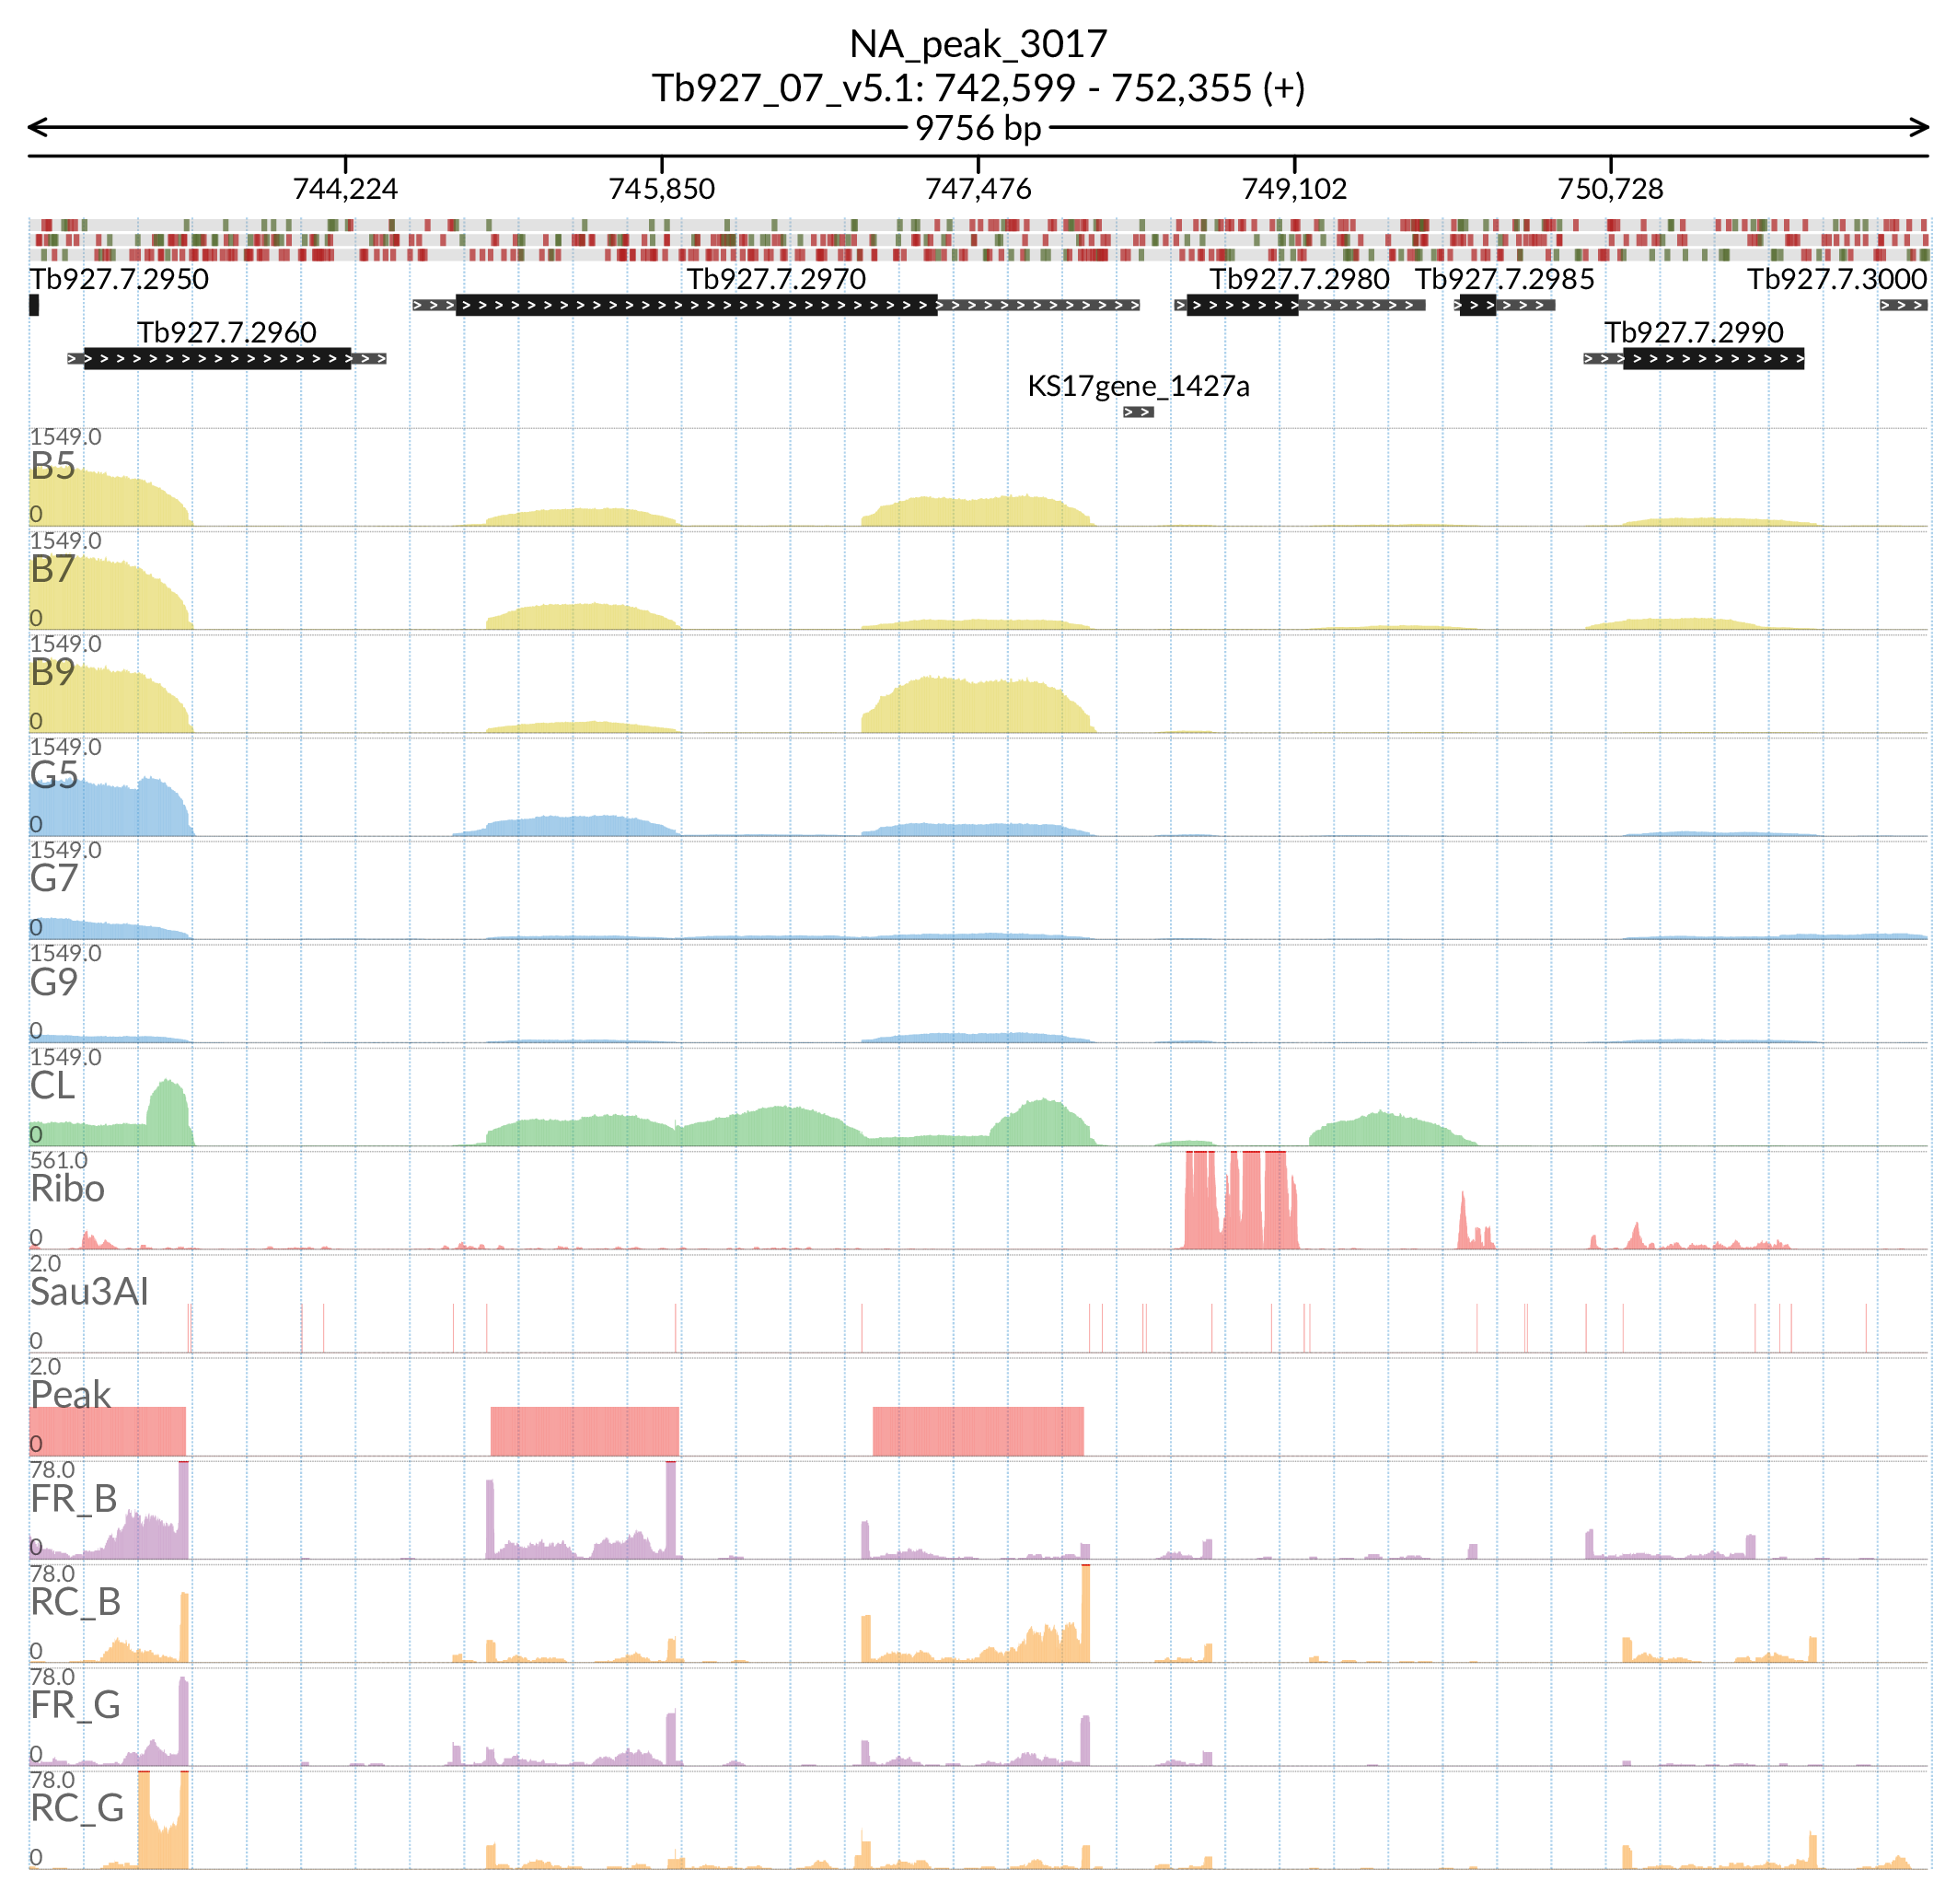 NA_peak_3017
Tb927_07_v5.1: 742,599 - 752,355 (+)
9756 bp
744,224 745,850 747,476 749,102 750,728
Tb927.7.2950 Tb927.7.2970 Tb927.7.2980 Tb927.7.2985 Tb927.7.3000
Tb927.7.2960 Tb927.7.2990
KS17gene_1427a
1549.0
B5
0
1549.0
B7
0
1549.0
B9
0
1549.0
G5
0
1549.0
G7
0
1549.0
G9
0
1549.0
CL
0
561.0
Ribo
0
2.0
Sau3AI
0
2.0
Peak
0
78.0
FR_B
0
78.0
RC_B
0
78.0
FR_G
0
78.0
RC_G
0